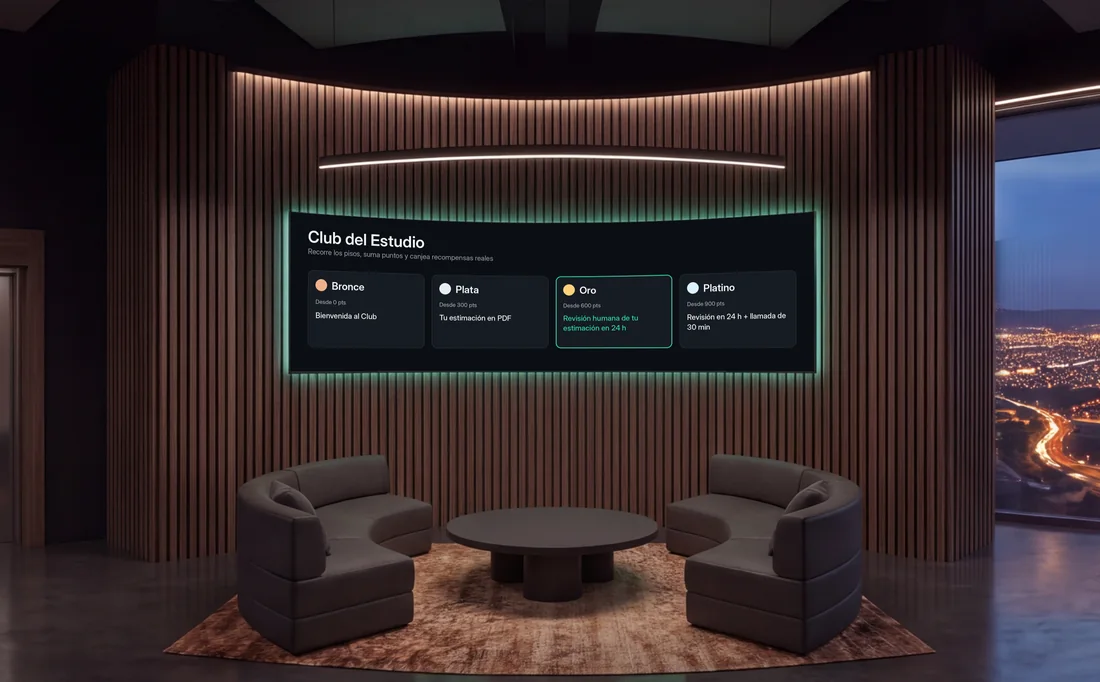 Club del Estudio
Recorre los pisos, suma puntos y canjea recompensas reales
Bronce
Desde 0 pts
Bienvenida al Club
Plata
Desde 300 pts
Tu estimación en PDF
Oro
Desde 600 pts
Revisión humana de tu
estimación en 24 h
Platino
Desde 900 pts
Revisión en 24 h + llamada de
30 min